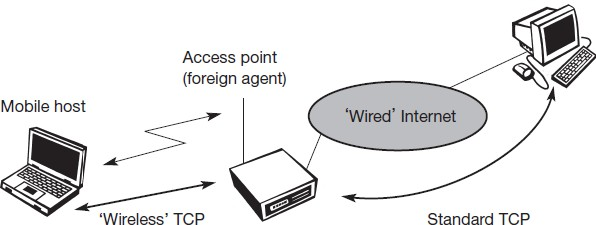 Access point
(foreign agent)
Mobile host
‘Wired’ Internet
‘Wireless’ TCP
Standard TCP